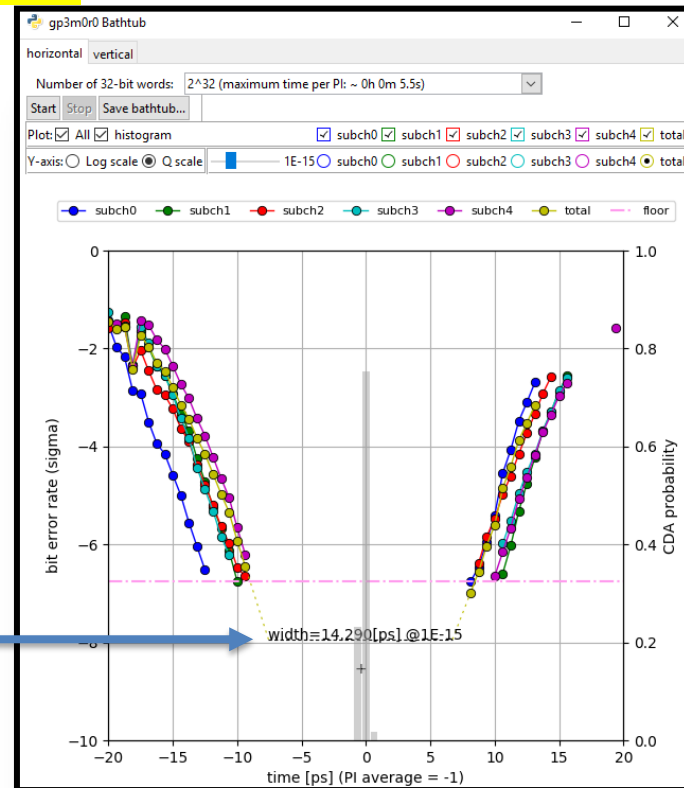 gp3m0r0 Bathtub
horizontal vertical
Number of 32-bit words: 2^32 (maximum time per PI: ~ 0h 0m 5.5s)
Start Stop Save bathtub...
Plot: All histogram subch0 subch1 subch2 subch3 subch4 total
Y-axis: Log scale Q scale 1E-15 subch0 subch1 subch2 subch3 subch4 total
subch0 subch1 subch2 subch3 subch4 total floor
0 1.0
−2 0.8
−4 0.6
−6 0.4
−8 0.2
−10 0.0
bit error rate (sigma)
CDA probability
width=14.290[ps] @1E-15
−20 −15 −10 −5 0 5 10 15 20
time [ps] (PI average = -1)